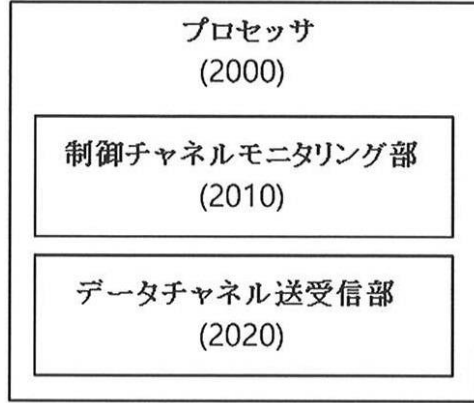 プロセッサ
(2000)
制御チャネルモニタリング部
(2010)
データチャネル送受信部
(2020)